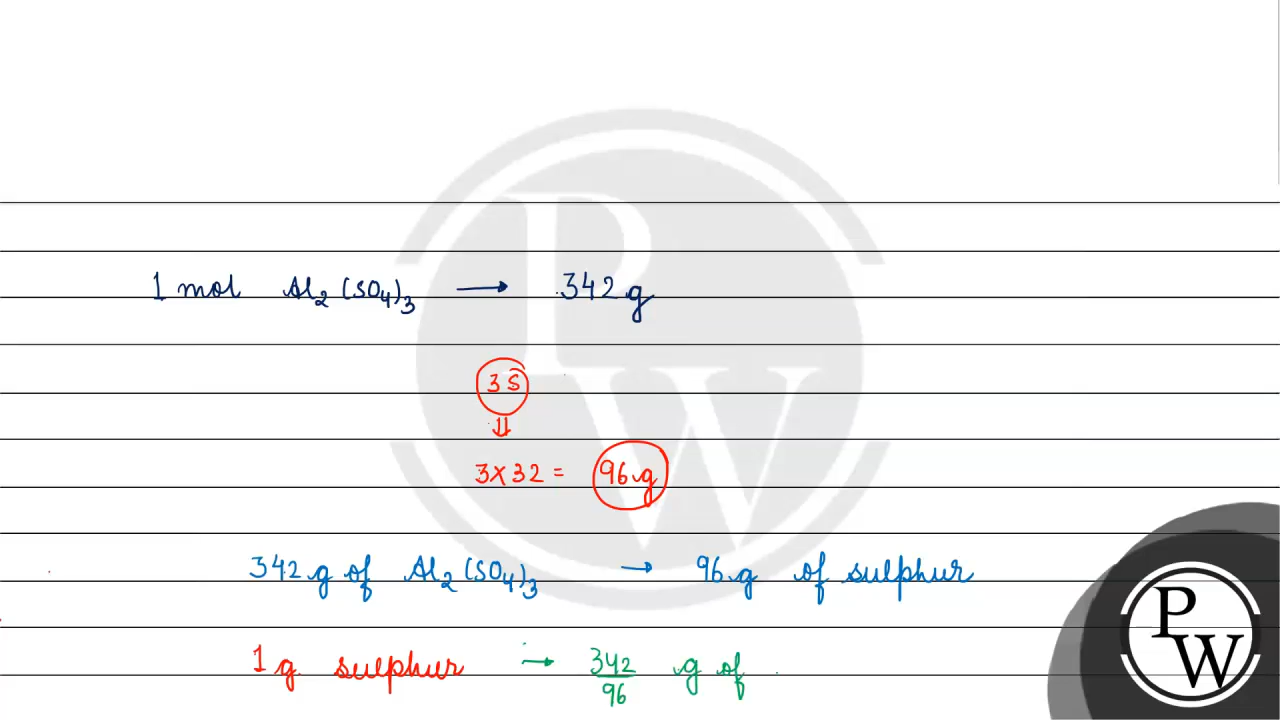 1 mol Al₂(SO₄)₃ → 342 g
3 S
⇓
3 × 32 = 96 g
342 g of Al₂(SO₄)₃ → 96 g of sulphur
1 g sulphur → 342/96 g of
P
W
P
W